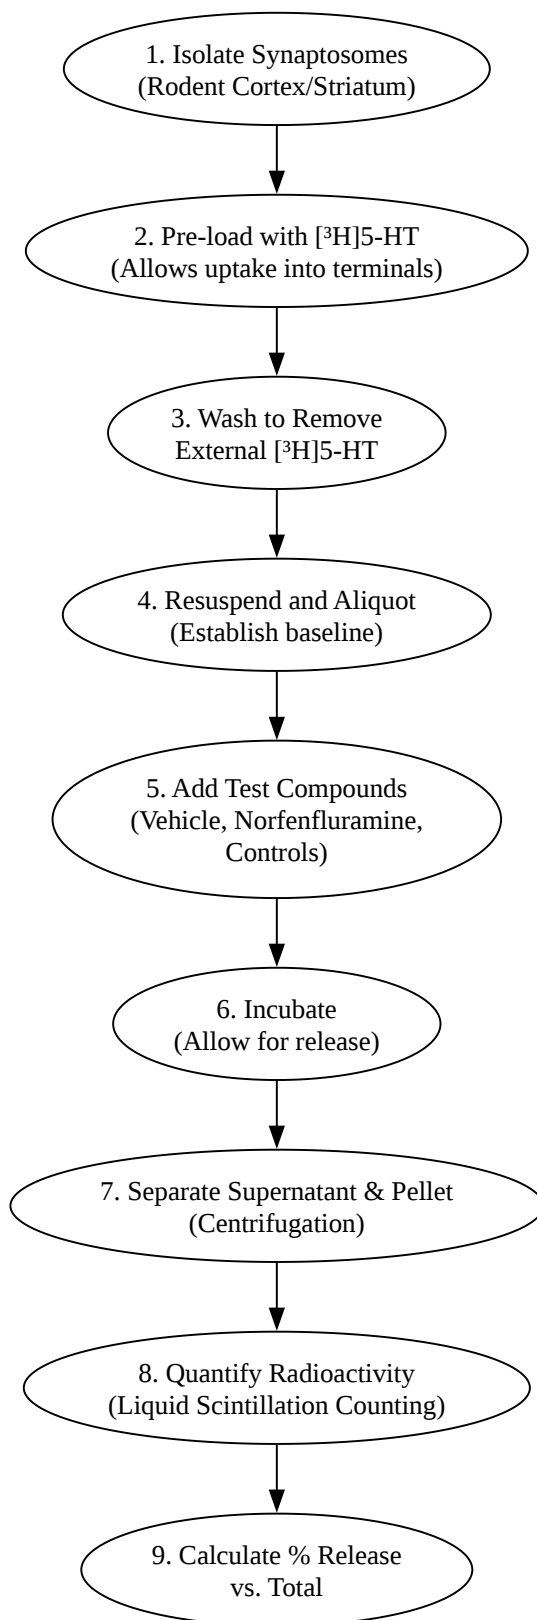 1. Isolate Synaptosomes
(Rodent Cortex/Striatum)
2. Pre-load with [³H]5-HT
(Allows uptake into terminals)
3. Wash to Remove
External [³H]5-HT
4. Resuspend and Aliquot
(Establish baseline)
5. Add Test Compounds
(Vehicle, Norfenfluramine,
Controls)
6. Incubate
(Allow for release)
7. Separate Supernatant & Pellet
(Centrifugation)
8. Quantify Radioactivity
(Liquid Scintillation Counting)
9. Calculate % Release
vs. Total